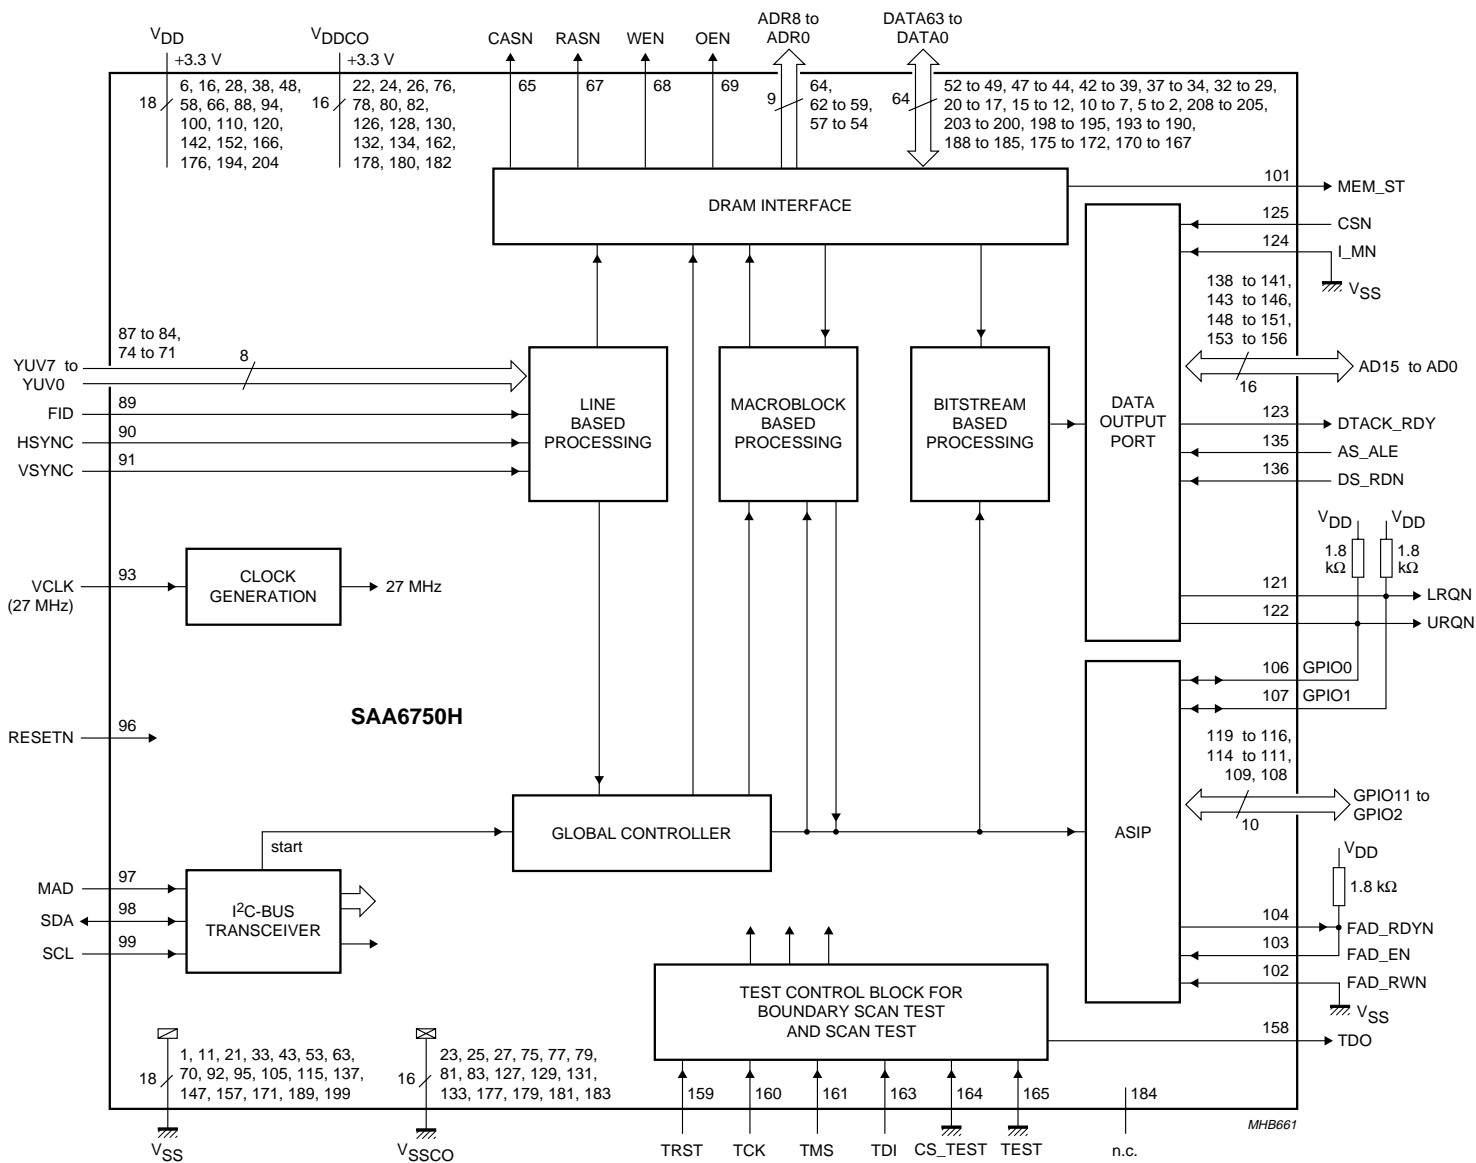 VDD
+3.3 V
18
6, 16, 28, 38, 48,
58, 66, 88, 94,
100, 110, 120,
142, 152, 166,
176, 194, 204
VDDCO
+3.3 V
16
22, 24, 26, 76,
78, 80, 82,
126, 128, 130,
132, 134, 162,
178, 180, 182
CASN
65
RASN
67
WEN
68
OEN
69
ADR8 to
ADR0
9
64,
62 to 59,
57 to 54
DATA63 to
DATA0
64
52 to 49, 47 to 44, 42 to 39, 37 to 34, 32 to 29,
20 to 17, 15 to 12, 10 to 7, 5 to 2, 208 to 205,
203 to 200, 198 to 195, 193 to 190,
188 to 185, 175 to 172, 170 to 167
DRAM INTERFACE
101
MEM_ST
125
CSN
124
I_MN
VSS
138 to 141,
143 to 146,
148 to 151,
153 to 156
16
AD15 to AD0
87 to 84,
74 to 71
YUV7 to
YUV0
8
FID
89
HSYNC
90
VSYNC
91
LINE
BASED
PROCESSING
MACROBLOCK
BASED
PROCESSING
BITSTREAM
BASED
PROCESSING
DATA
OUTPUT
PORT
123
DTACK_RDY
135
AS_ALE
136
DS_RDN
VDD
VDD
1.8
kΩ
1.8
kΩ
121
LRQN
122
URQN
VCLK
(27 MHz)
93
CLOCK
GENERATION
27 MHz
106
GPIO0
107
GPIO1
SAA6750H
RESETN
96
119 to 116,
114 to 111,
109, 108
10
GPIO11 to
GPIO2
GLOBAL CONTROLLER
ASIP
start
VDD
1.8 kΩ
MAD
97
SDA
98
SCL
99
I2C-BUS
TRANSCEIVER
104
FAD_RDYN
103
FAD_EN
102
FAD_RWN
VSS
TEST CONTROL BLOCK FOR
BOUNDARY SCAN TEST
AND SCAN TEST
158
TDO
18
1, 11, 21, 33, 43, 53, 63,
70, 92, 95, 105, 115, 137,
147, 157, 171, 189, 199
VSS
16
23, 25, 27, 75, 77, 79,
81, 83, 127, 129, 131,
133, 177, 179, 181, 183
VSSCO
159
TRST
160
TCK
161
TMS
163
TDI
164
CS_TEST
165
TEST
184
n.c.
MHB661